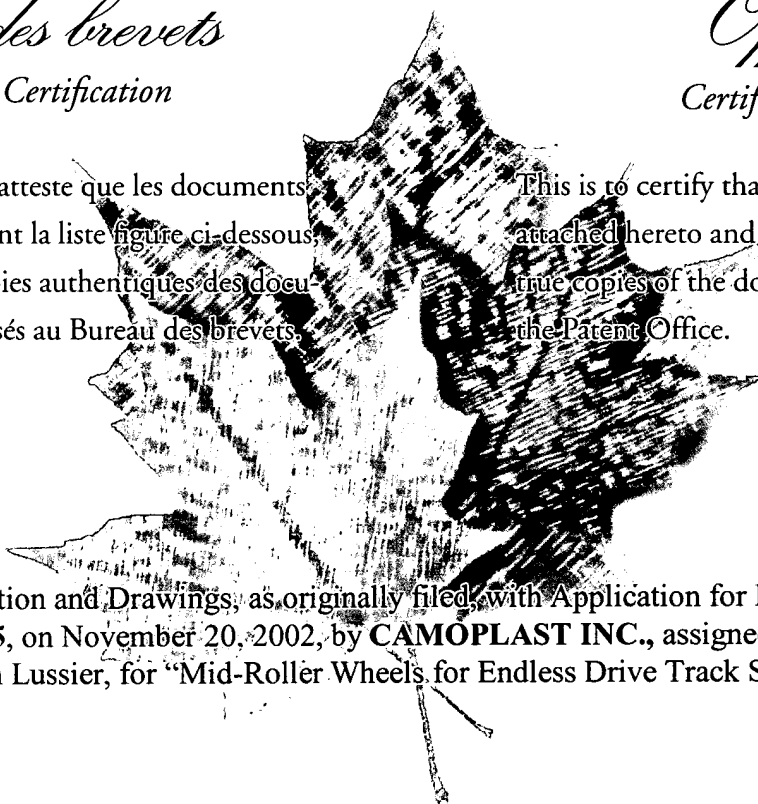 des brevets
Certification
atteste que les documents
nt la liste figure ci-dessous,
ies authentiques des docu-
sés au Bureau des brevets.
Certif
This is to certify tha
attached hereto and
true copies of the do
the Patent Office.
tion and Drawings, as originally filed, with Application for
5, on November 20, 2002, by CAMOPLAST INC., assigne
n Lussier, for “Mid-Roller Wheels for Endless Drive Track S